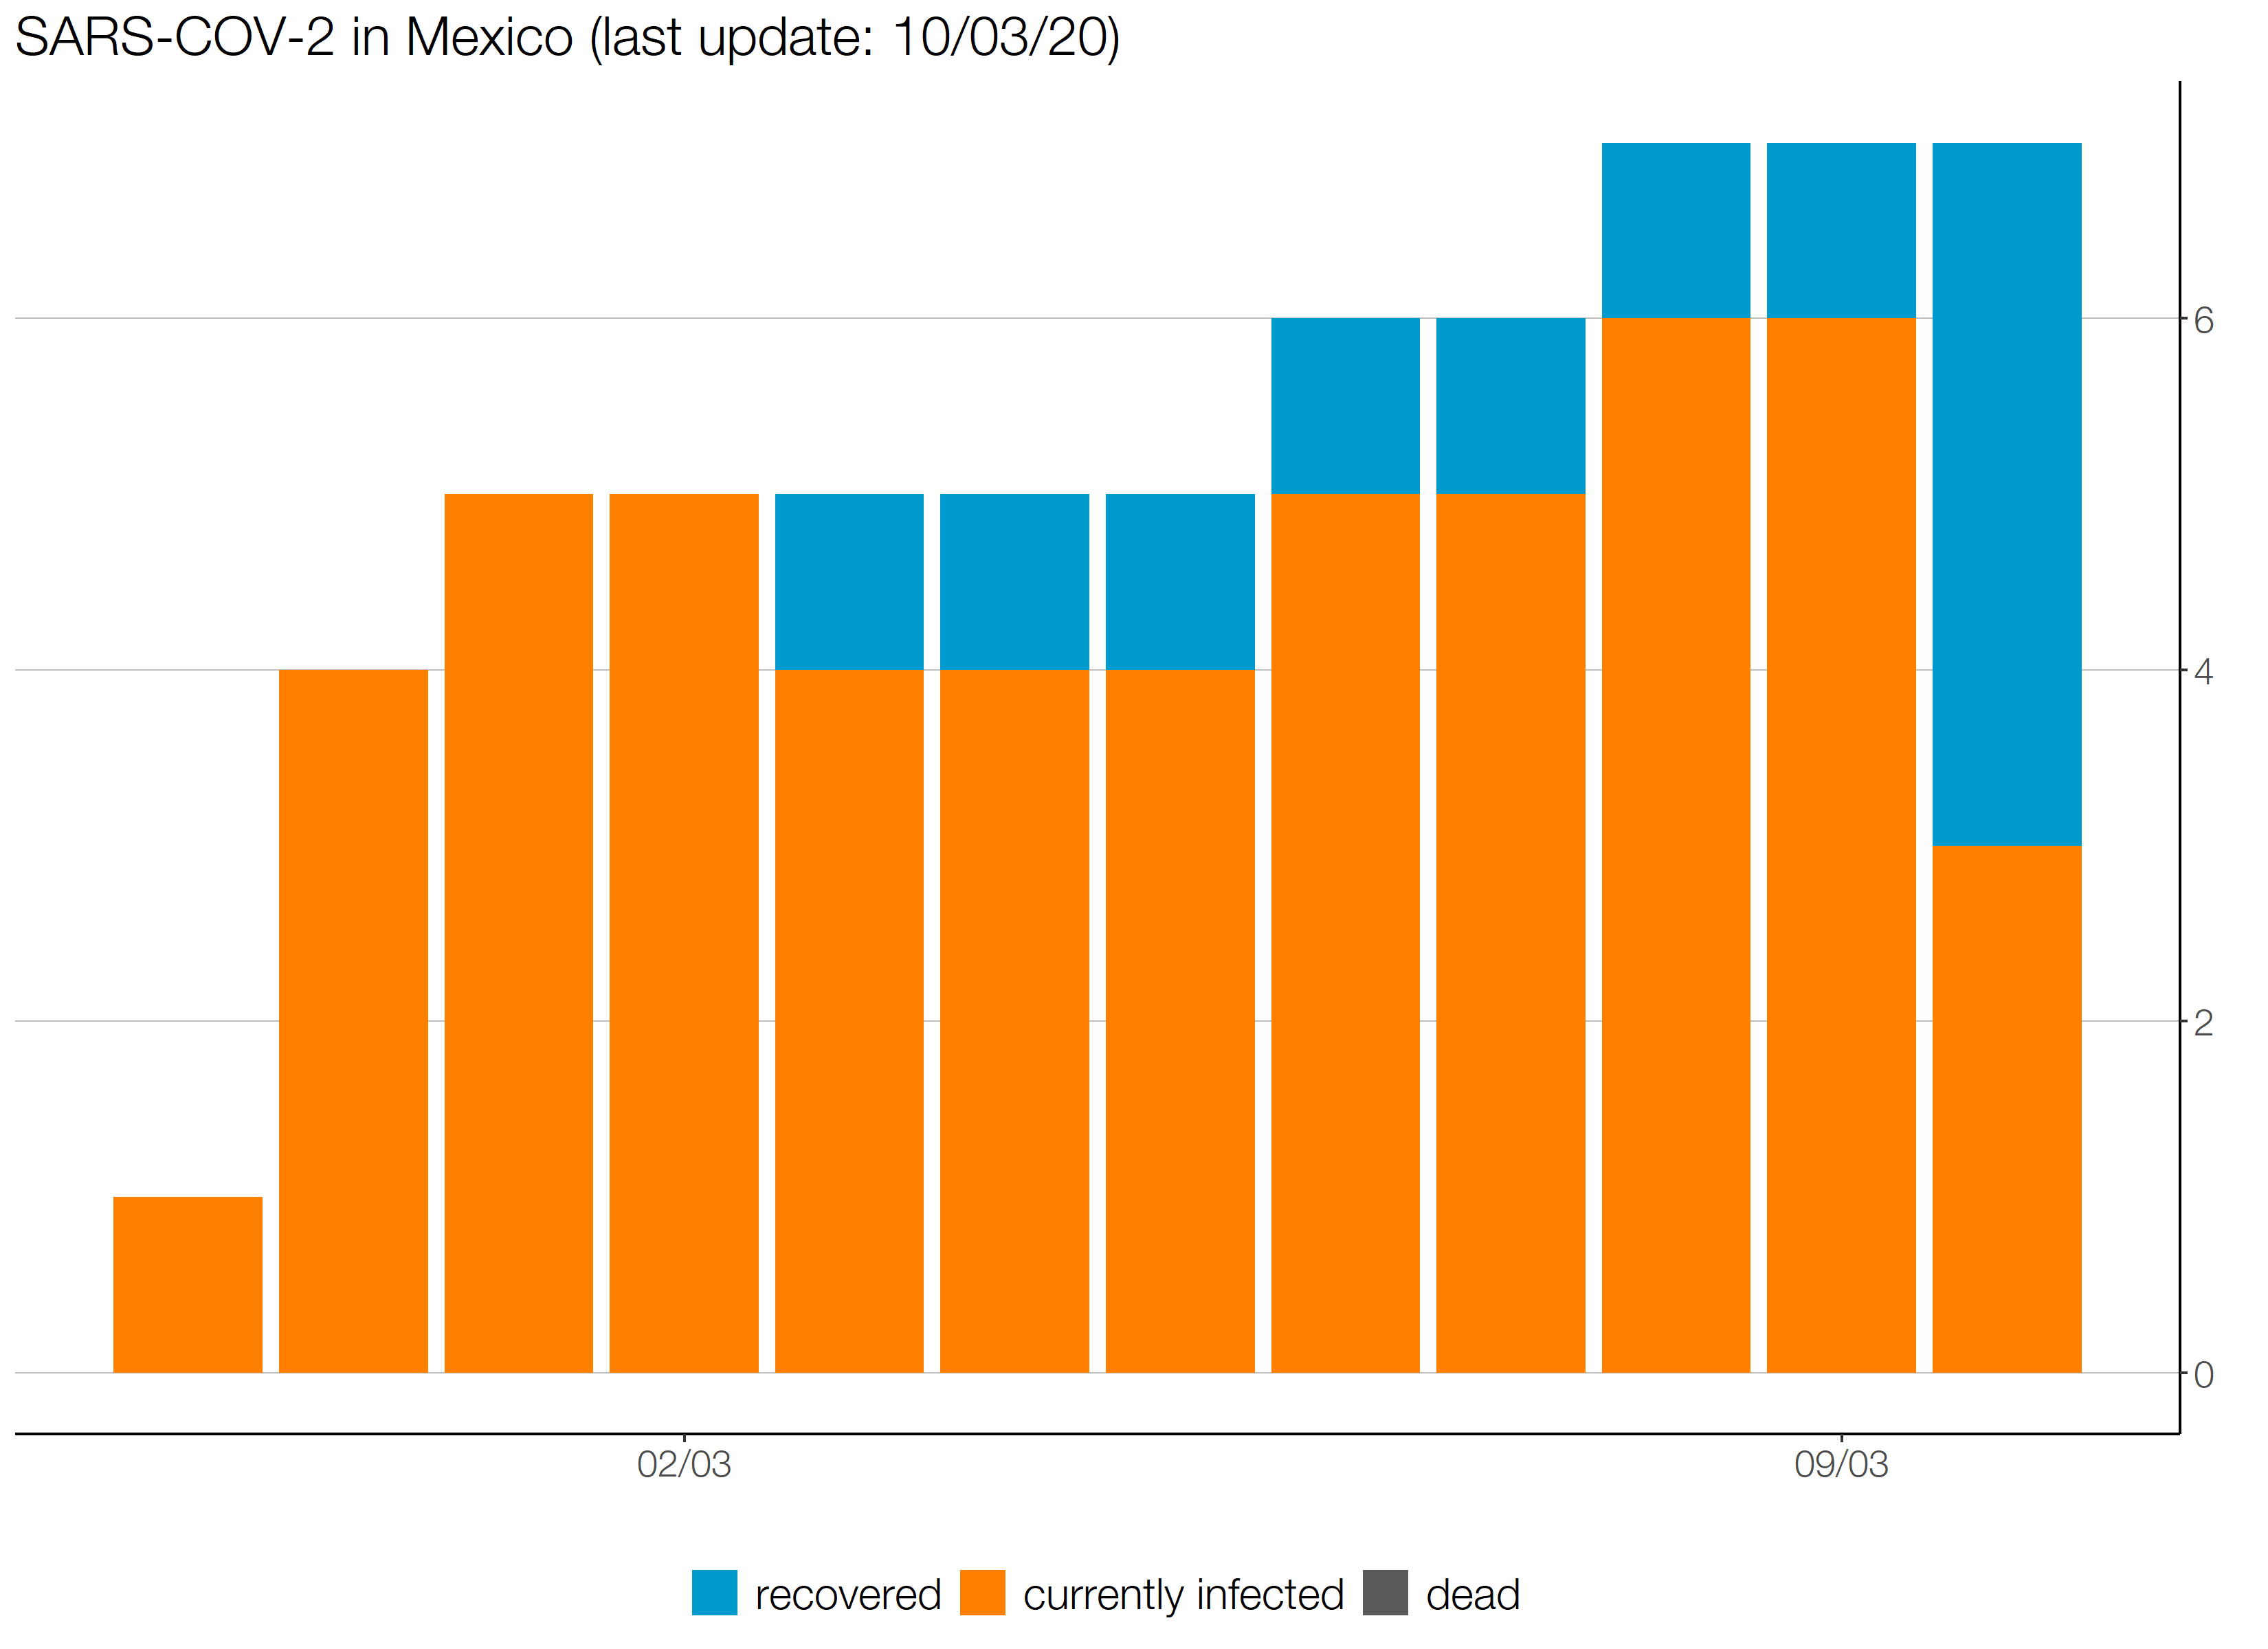 SARS-COV-2 in Mexico (last update: 10/03/20)
6
4
2
0
02/03 09/03
recovered currently infected dead